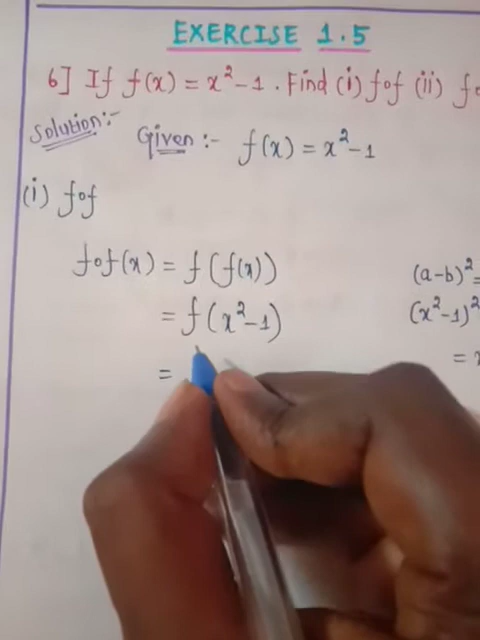 EXERCISE 1.5
6] If f(x) = x²-1. Find (i) fof (ii)
Solution:-
Given :- f(x) = x²-1
(i) fof
fof(x) = f(f(x))
= f(x²-1)
=
(a-b)²=
(x²-1)²
=